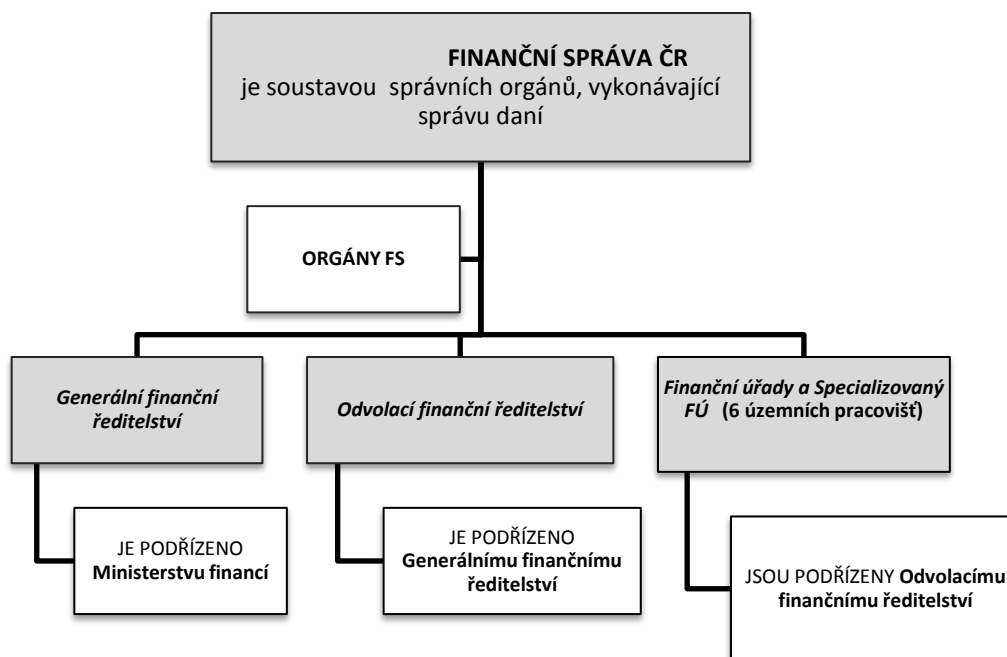 FINANČNÍ SPRÁVA ČR
je soustavou správních orgánů, vykonávající
správu daní
ORGÁNY FS
Generální finanční
ředitelství
Odvolací finanční ředitelství
Finanční úřady a Specializovaný
FÚ (6 územních pracovišť)
JE PODŘÍZENO
Ministerstvu financí
JE PODŘÍZENO
Generálnímu finančnímu
ředitelství
JSOU PODŘÍZENY Odvolacímu
finančnímu ředitelství